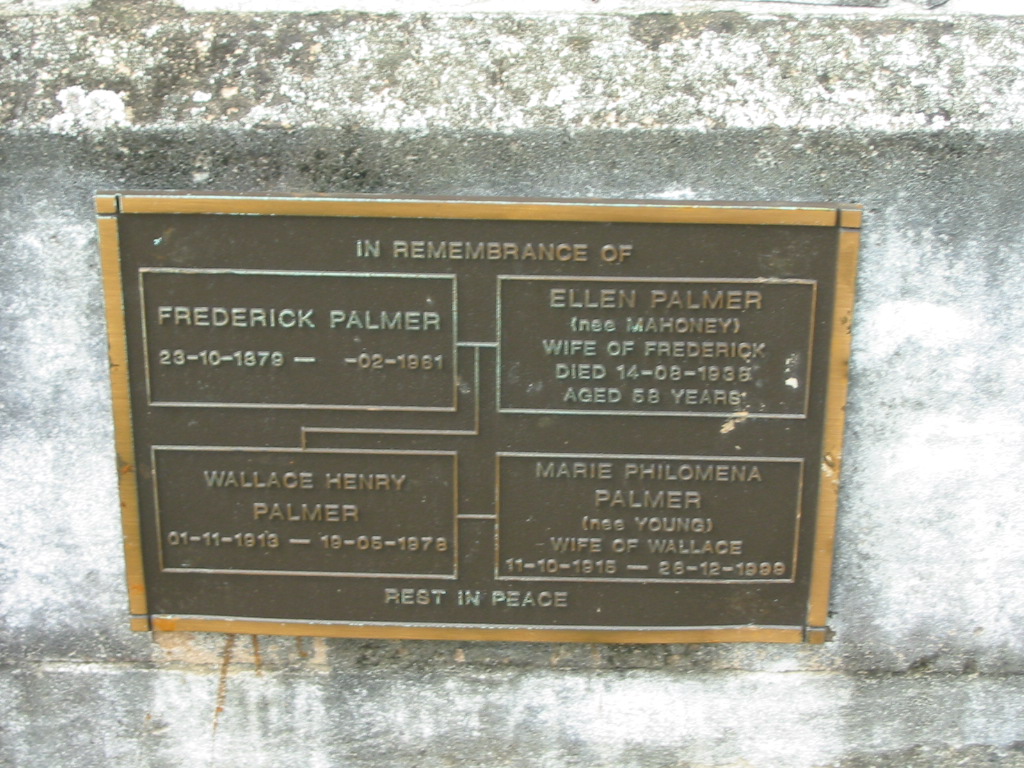 IN REMEMBRANCE OF
FREDERICK PALMER
23-10-1879 — -02-1961
ELLEN PALMER
(nee MAHONEY)
WIFE OF FREDERICK
DIED 14-08-1938
AGED 58 YEARS
WALLACE HENRY
PALMER
01-11-1913 — 19-05-1978
MARIE PHILOMENA
PALMER
(nee YOUNG)
WIFE OF WALLACE
11-10-1915 — 26-12-1999
REST IN PEACE